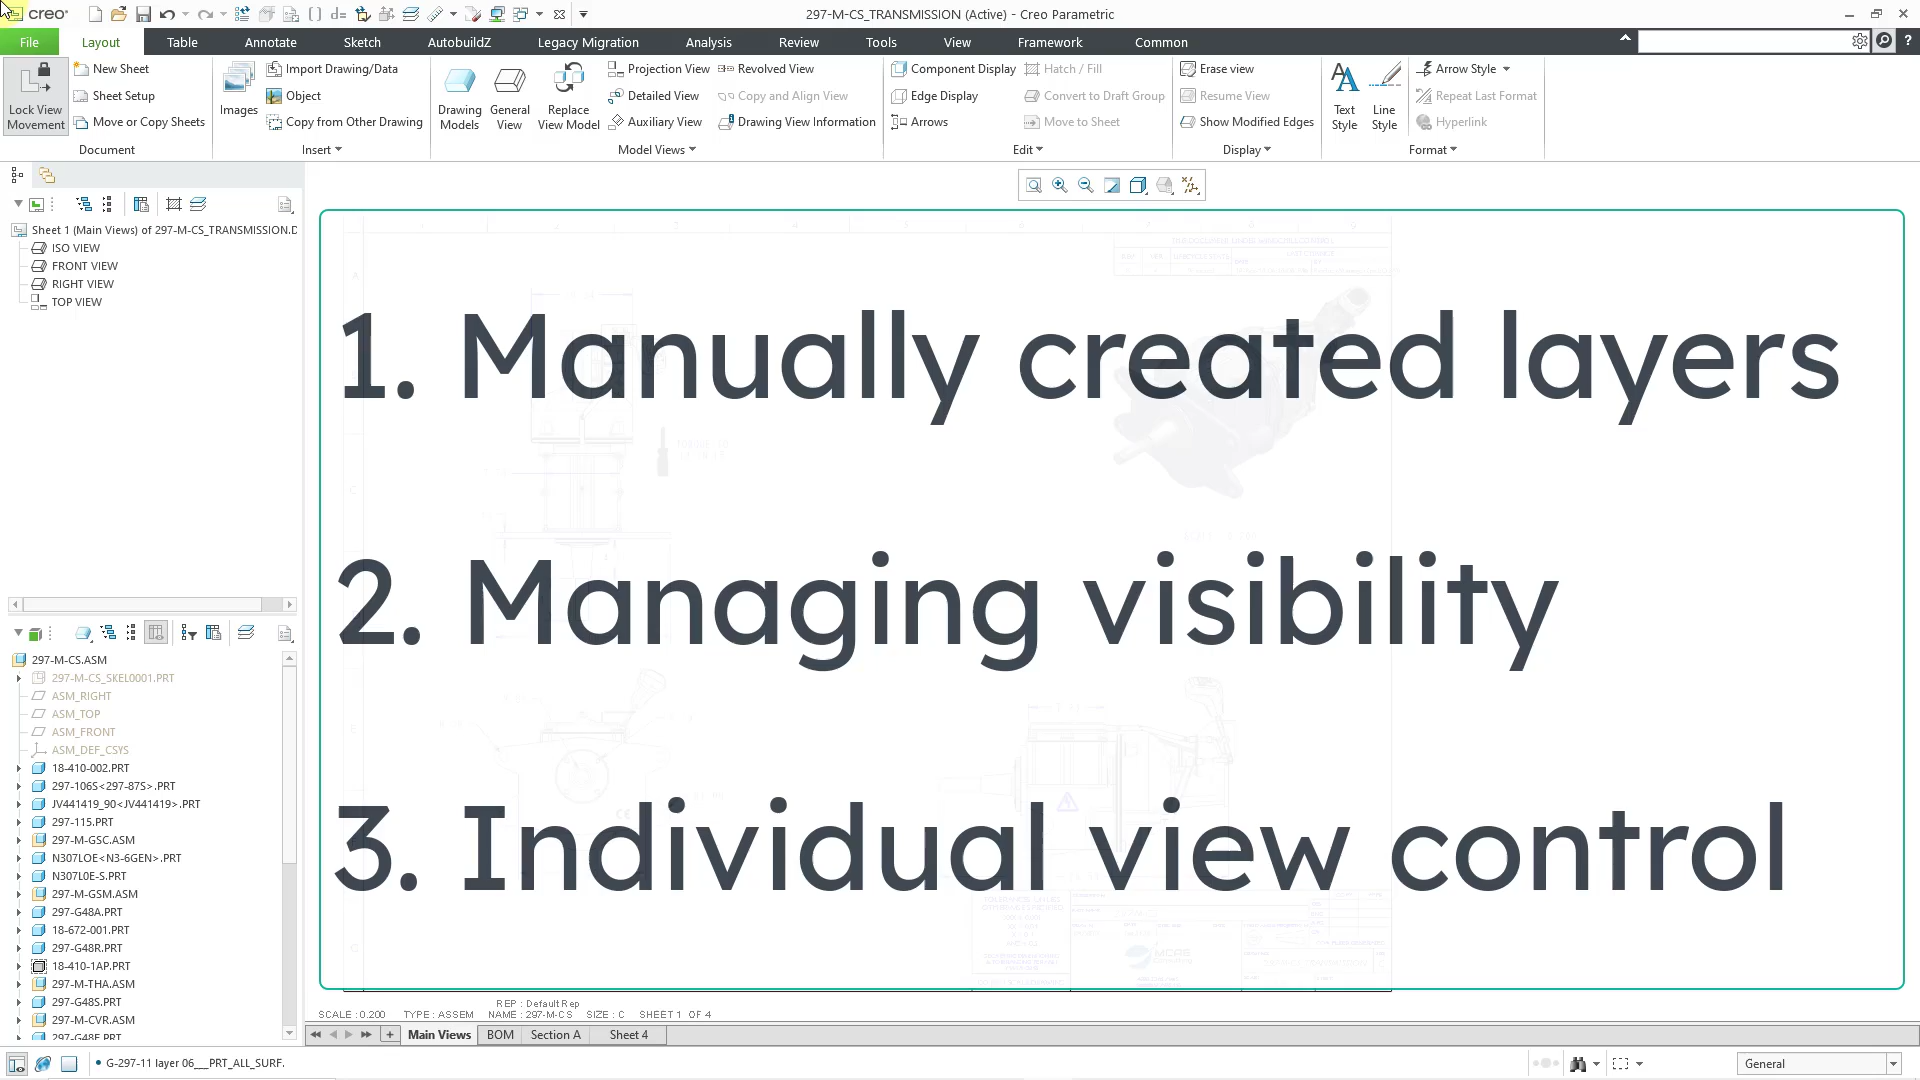 creo
297-M-CS_TRANSMISSION (Active) - Creo Parametric
File
Layout
Table
Annotate
Sketch
AutobuildZ
Legacy Migration
Analysis
Review
Tools
View
Framework
Common
Lock View
Movement
New Sheet
Sheet Setup
Move or Copy Sheets
Document
Images
Import Drawing/Data
Object
Copy from Other Drawing
Insert
Drawing
Models
General
View
Replace
View Model
Projection View
Detailed View
Auxiliary View
Revolved View
Copy and Align View
Drawing View Information
Model Views
Component Display
Edge Display
Arrows
Hatch / Fill
Convert to Draft Group
Move to Sheet
Edit
Erase view
Resume View
Show Modified Edges
Display
Text
Style
Line
Style
Arrow Style
Repeat Last Format
Hyperlink
Format
Sheet 1 (Main Views) of 297-M-CS_TRANSMISSION.D
ISO VIEW
FRONT VIEW
RIGHT VIEW
TOP VIEW
297-M-CS.ASM
297-M-CS_SKEL0001.PRT
ASM_RIGHT
ASM_TOP
ASM_FRONT
ASM_DEF_CSYS
18-410-002.PRT
297-106S<297-87S>.PRT
JV441419_90<JV441419>.PRT
297-115.PRT
297-M-GSC.ASM
N307LOE<N3-6GEN>.PRT
N307L0E-S.PRT
297-M-GSM.ASM
297-G48A.PRT
18-672-001.PRT
297-G48R.PRT
18-410-1AP.PRT
297-M-THA.ASM
297-G48S.PRT
297-M-CVR.ASM
297-G48F.PRT
1. Manually created layers
2. Managing visibility
3. Individual view control
REP : Default Rep
SCALE : 0.200 TYPE : ASSEM NAME : 297-M-CS SIZE : C SHEET 1 OF 4
Main Views
BOM
Section A
Sheet 4
G-297-11 layer 06___PRT_ALL_SURF.
General